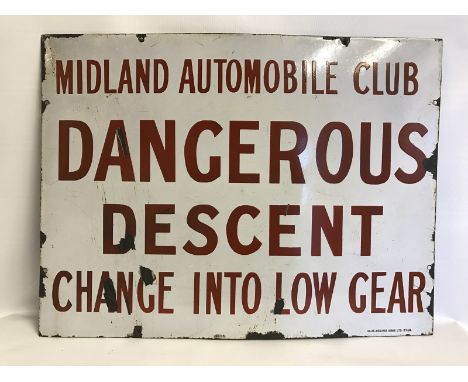 MIDLAND AUTOMOBILE CLUB
DANGEROUS
DESCENT
CHANGE INTO LOW GEAR